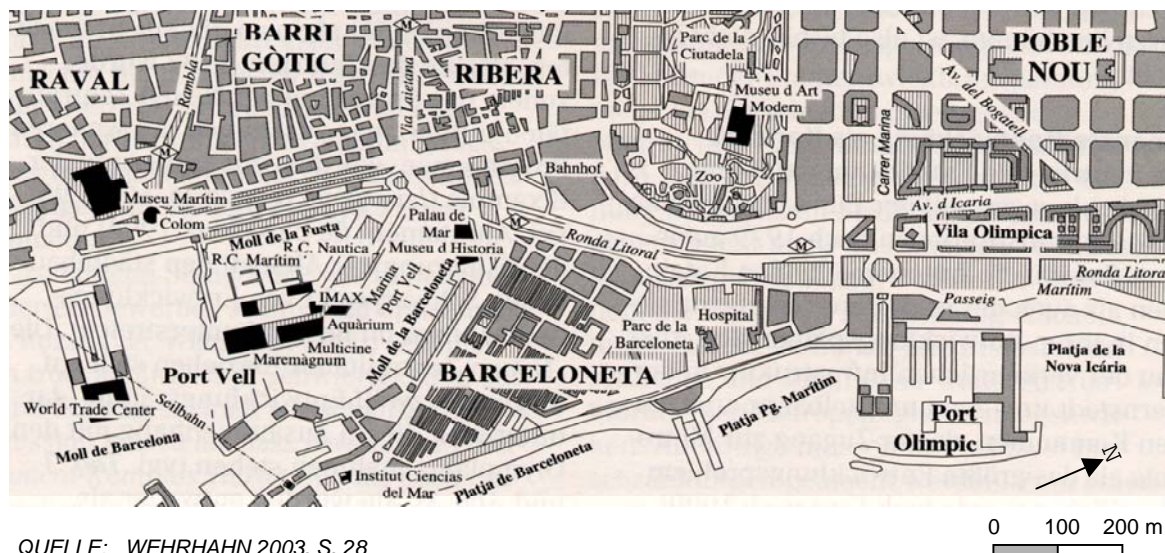 RAVAL
Rambla
BARRI
GÒTIC
Via Laietana
RIBERA
Parc de la
Ciutadela
Museu d Art
Modern
POBLE
NOU
Av. del Bogatell
Carrer Marina
Bahnhof
Zoo
Av. d Icaria
Vila Olimpica
Museu Marítim
Colom
Moll de la Fusta
R.C. Nautica
R.C. Marítim
Palau de
Mar
Museu d Historia
Marina
Port Vell
Moll de la Barceloneta
IMAX
Aquàrium
Multicine
Maremàgnum
Ronda Litoral
Ronda Litora
Passeig
Marítim
Hospital
Parc de la
Barceloneta
BARCELONETA
Port Vell
World Trade Center
Seilbahn
Moll de Barcelona
Institut Ciencies
del Mar
Platja de Barceloneta
Platja Pg. Marítim
Platja de la
Nova Icária
Port
Olimpic
M
M
M
M
N
QUELLE: WEHRHAHN 2003, S. 28
0 100 200 m